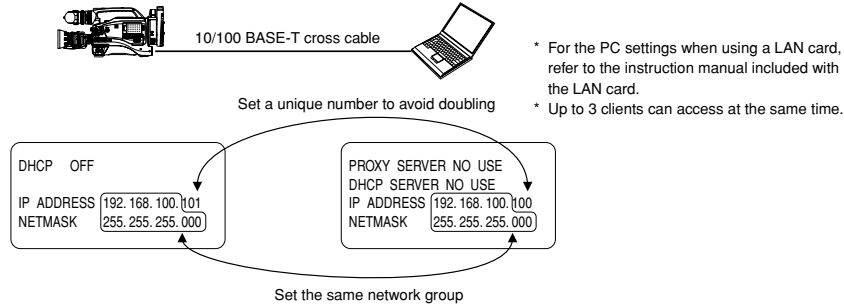 10/100 BASE-T cross cable
* For the PC settings when using a LAN card,
refer to the instruction manual included with
the LAN card.
* Up to 3 clients can access at the same time.
Set a unique number to avoid doubling
DHCP OFF
IP ADDRESS 192.168.100.101
NETMASK 255.255.255.000
PROXY SERVER NO USE
DHCP SERVER NO USE
IP ADDRESS 192.168.100.100
NETMASK 255.255.255.000
Set the same network group